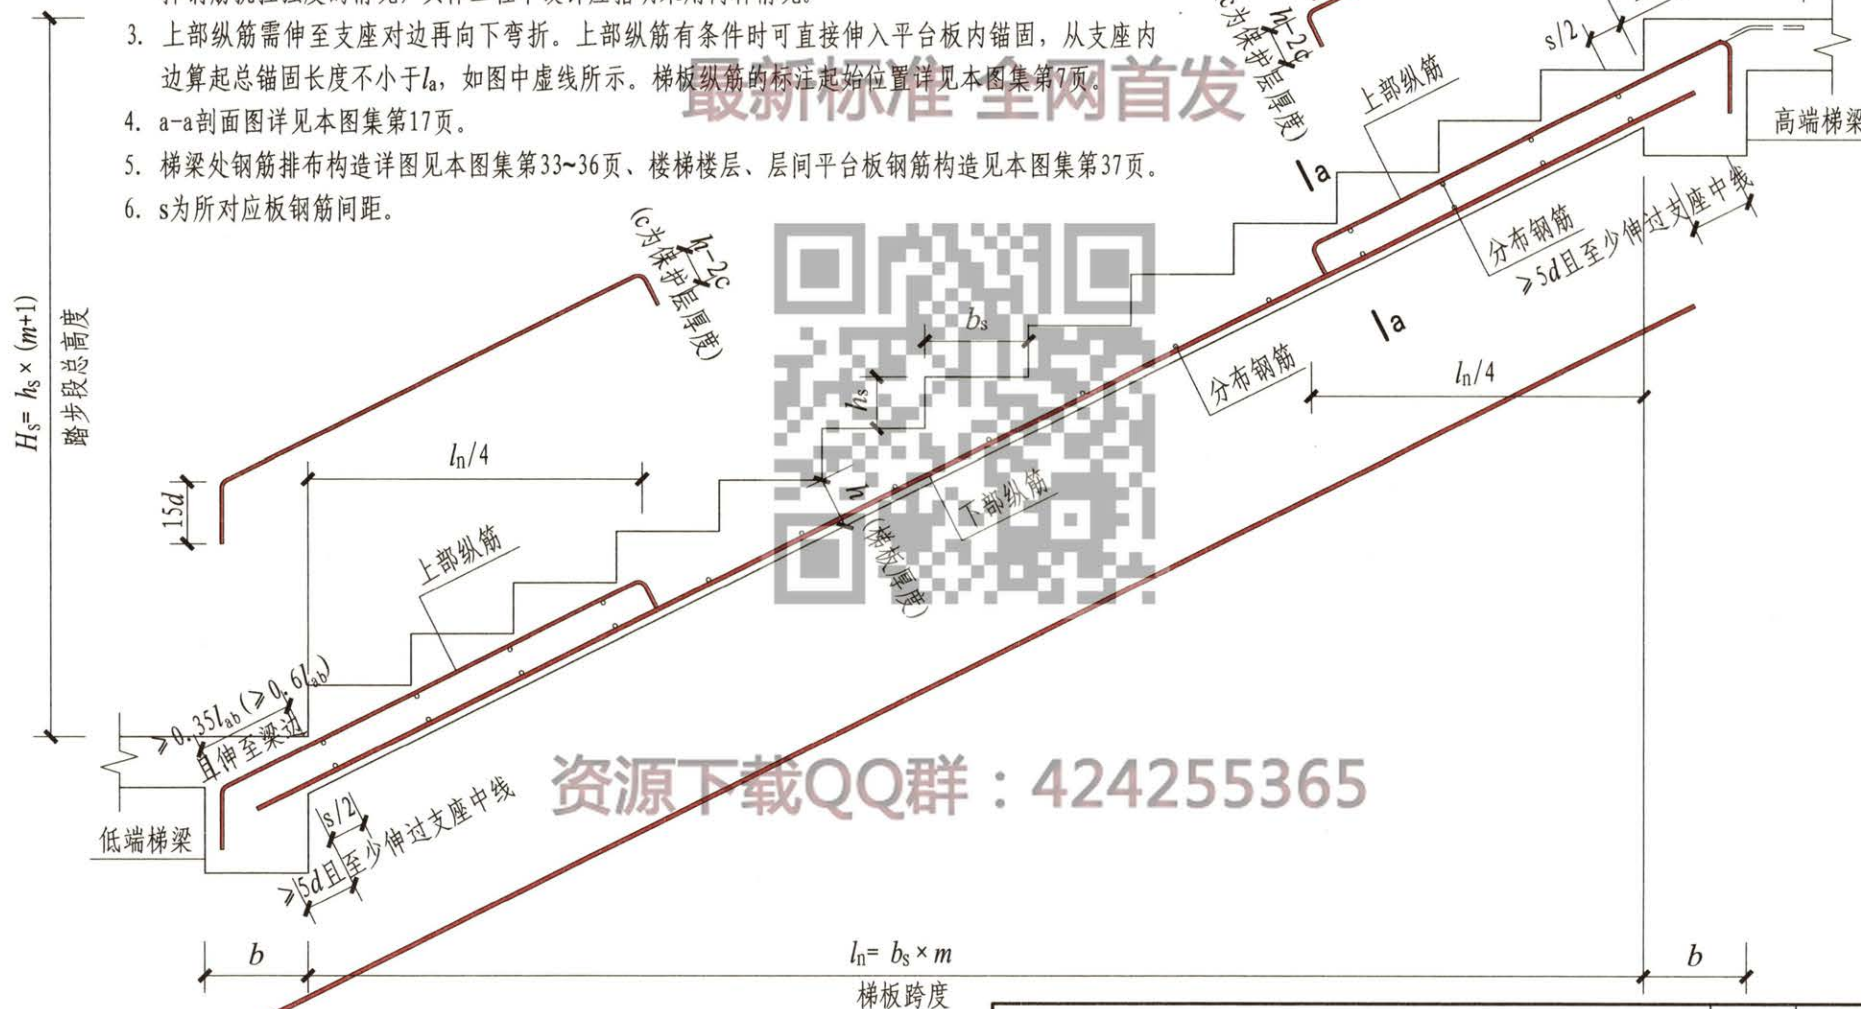 3. 上部纵筋需伸至支座对边再向下弯折。上部纵筋有条件时可直接伸入平台板内锚固，从支座内
边算起总锚固长度不小于la，如图中虚线所示。梯板纵筋的标注起始位置详见本图集第7页。
最新标准 全网首发
4. a-a剖面图详见本图集第17页。
5. 梯梁处钢筋排布构造详图见本图集第33~36页、楼梯楼层、层间平台板钢筋构造见本图集第37页。
6. s为所对应板钢筋间距。
h-2c
c为保护层厚度)
s/2
上部纵筋
高端梯梁
la
分布钢筋
≥5d且至少伸过支座中线
h-2c
(c为保护层厚度)
Hs= hs×(m+1)
踏步段总高度
bs
hs
la
分布钢筋
ln/4
ln/4
15d
上部纵筋
h
(梯板厚度)
下部纵筋
≥0.35lab(≥0.6lab)
且伸至梁边
资源下载QQ群：424255365
低端梯梁
s/2
≥5d且至少伸过支座中线
b
ln= bs×m
b
梯板跨度